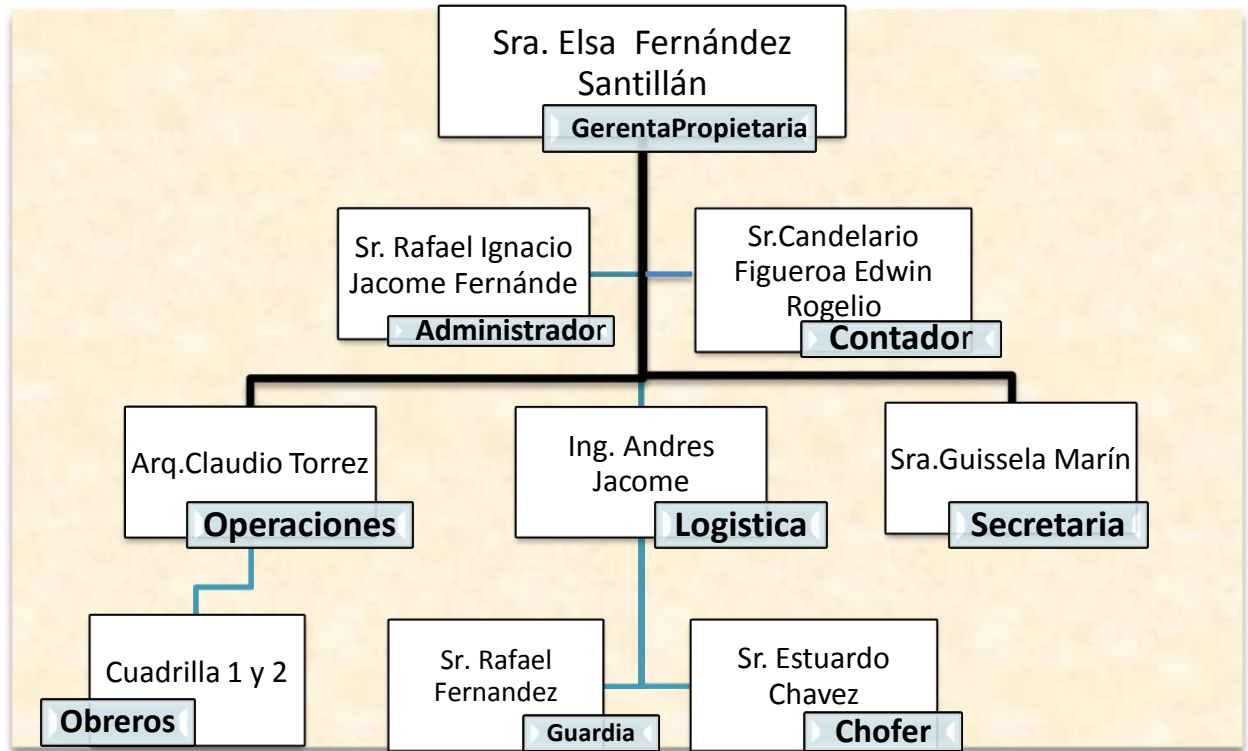 Sra. Elsa  Fernández
Santillán
GerentaPropietaria
Sr. Rafael Ignacio
Jacome Fernánde
Administrador
Sr.Candelario
Figueroa Edwin
Rogelio
Contador
Arq.Claudio Torrez
Operaciones
Ing. Andres
Jacome
Logistica
Sra.Guissela Marín
Secretaria
Cuadrilla 1 y 2
Obreros
Sr. Rafael
Fernandez
Guardia
Sr. Estuardo
Chavez
Chofer